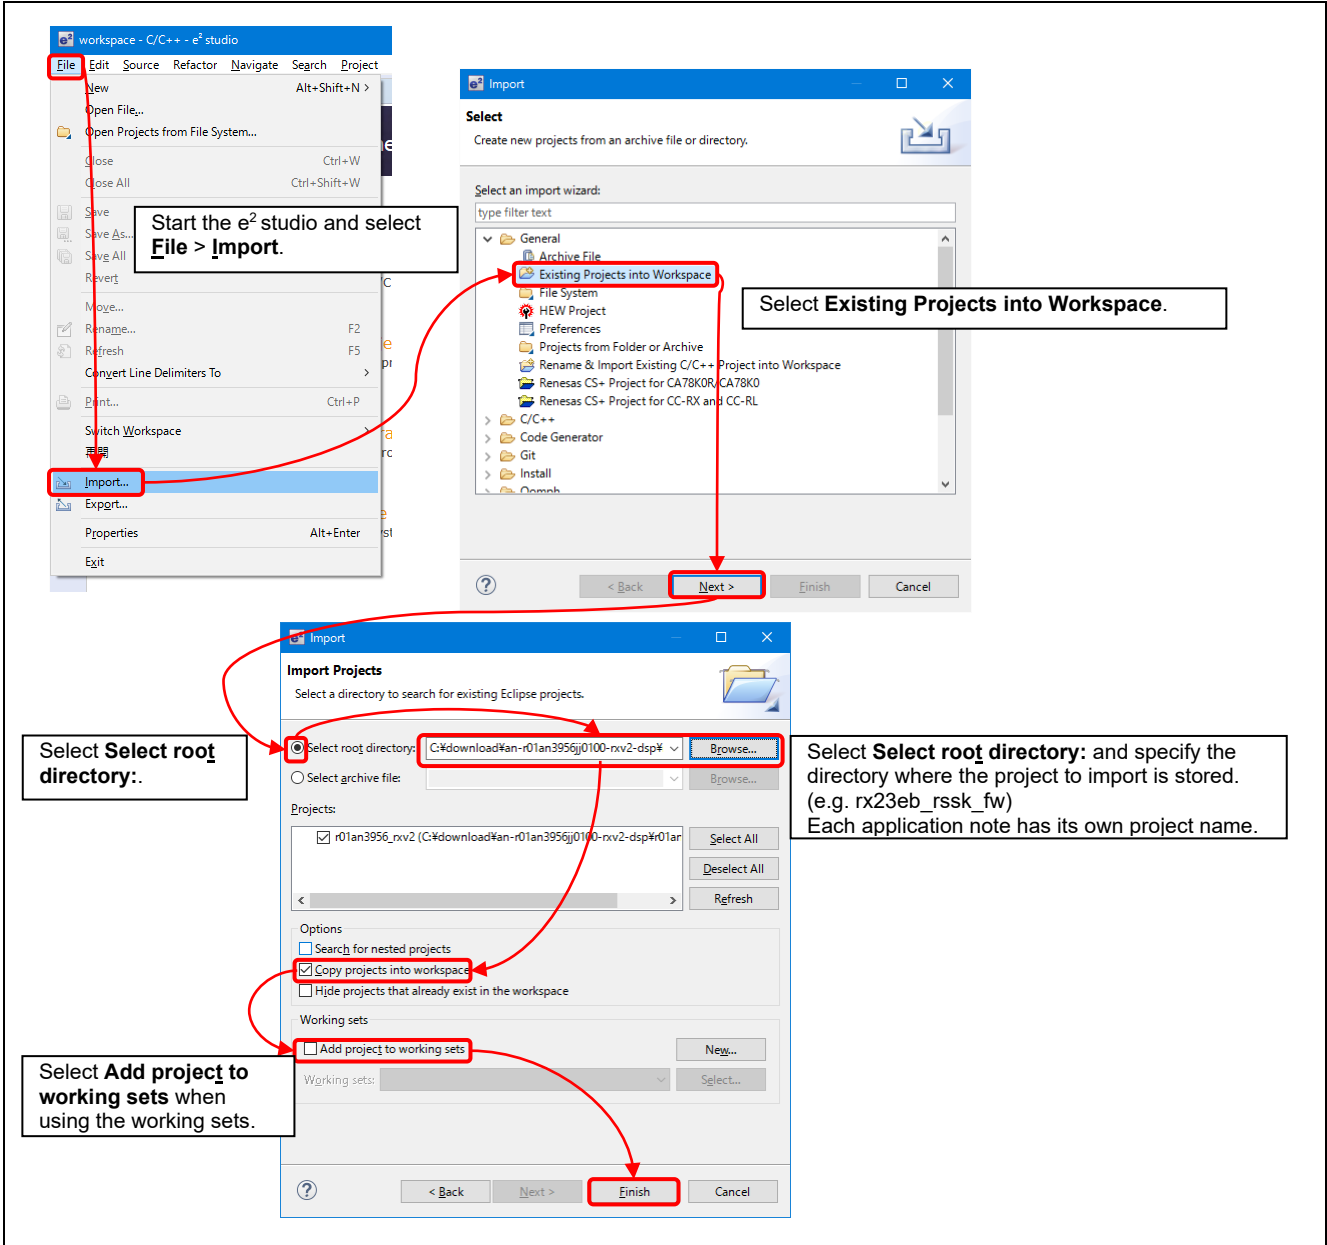 workspace - C/C++ - e² studio
File Edit Source Refactor Navigate Search Project
New Alt+Shift+N >
Open File...
Open Projects from File System...
Close Ctrl+W
Close All Ctrl+Shift+W
Save
Save As...
Save All
Revert
Move...
Rename... F2
Refresh F5
Convert Line Delimiters To >
Print... Ctrl+P
Switch Workspace >
再開
Import...
Export...
Properties Alt+Enter
Exit
Start the e² studio and select
File > Import.
Import
Select
Create new projects from an archive file or directory.
Select an import wizard:
type filter text
General
Archive File
Existing Projects into Workspace
File System
HEW Project
Preferences
Projects from Folder or Archive
Rename & Import Existing C/C++ Project into Workspace
Renesas CS+ Project for CA78K0R/CA78K0
Renesas CS+ Project for CC-RX and CC-RL
C/C++
Code Generator
Git
Install
Oomph
< Back Next > Finish Cancel
Select Existing Projects into Workspace.
Import
Import Projects
Select a directory to search for existing Eclipse projects.
Select root directory: C:¥download¥an-r01an3956jj0100-rxv2-dsp¥ Browse...
Select archive file: Browse...
Projects:
r01an3956_rxv2 (C:¥download¥an-r01an3956jj0100-rxv2-dsp¥r01ar
Select All
Deselect All
Refresh
Options
Search for nested projects
Copy projects into workspace
Hide projects that already exist in the workspace
Working sets
Add project to working sets New...
Working sets: Select...
< Back Next > Finish Cancel
Select Select root
directory:.
Select Select root directory: and specify the
directory where the project to import is stored.
(e.g. rx23eb_rssk_fw)
Each application note has its own project name.
Select Add project to
working sets when
using the working sets.